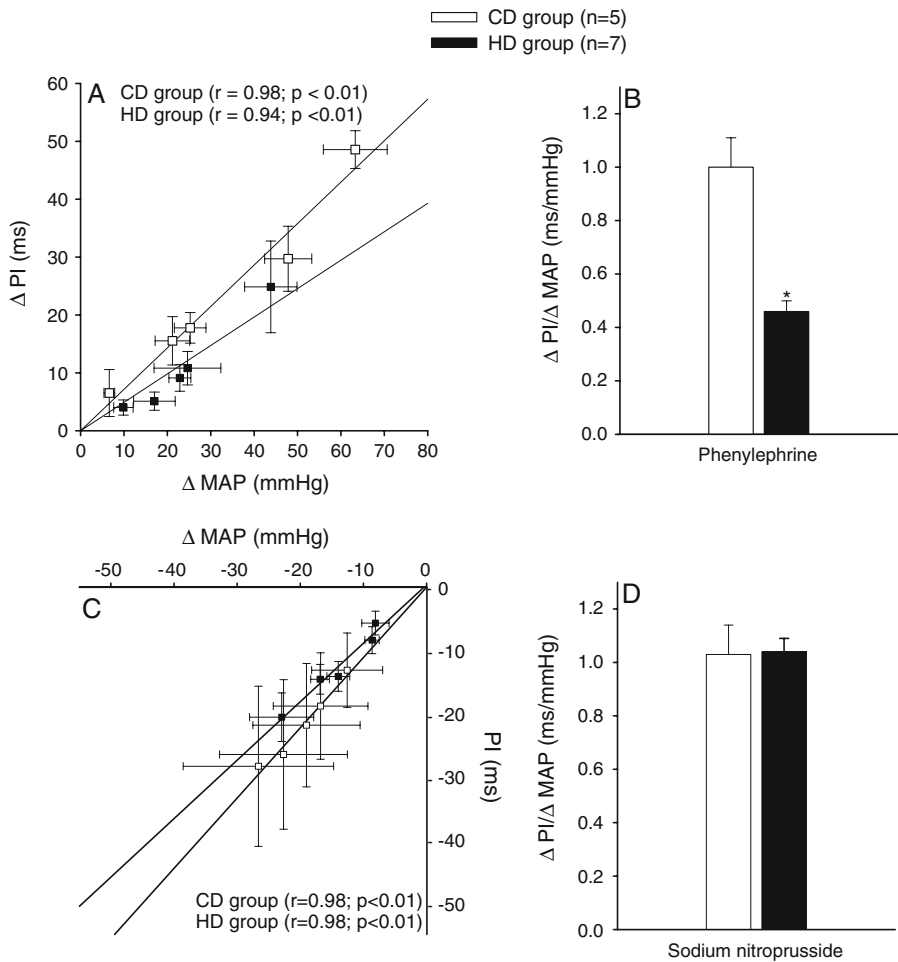 CD group (n=5)
HD group (n=7)
A
CD group (r = 0.98; p < 0.01)
HD group (r = 0.94; p <0.01)
60
50
40
30
20
10
0
Δ PI (ms)
0 10 20 30 40 50 60 70 80
Δ MAP (mmHg)
B
1.2
1.0
0.8
0.6
0.4
0.2
0.0
Δ PI/Δ MAP (ms/mmHg)
*
Phenylephrine
Δ MAP (mmHg)
-50 -40 -30 -20 -10 0
C
0
-10
-20
-30
-40
-50
PI (ms)
CD group (r=0.98; p<0.01)
HD group (r=0.98; p<0.01)
D
1.2
1.0
0.8
0.6
0.4
0.2
0.0
Δ PI/Δ MAP (ms/mmHg)
Sodium nitroprusside